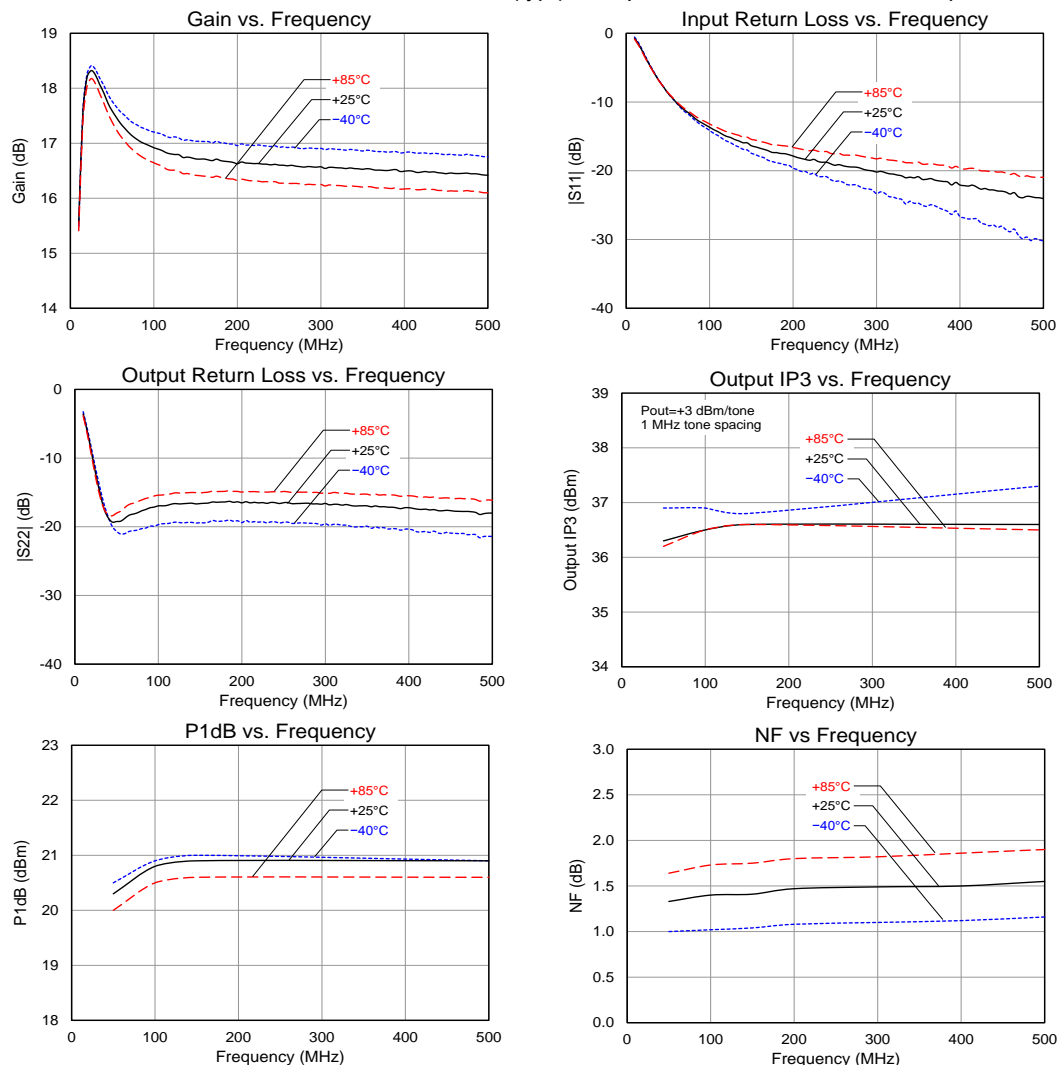 Gain vs. Frequency
19
18
17
16
15
14
Gain (dB)
+85°C
+25°C
−40°C
0
100
200
300
400
500
Frequency (MHz)
Input Return Loss vs. Frequency
0
-10
-20
-30
-40
|S11| (dB)
+85°C
+25°C
−40°C
0
100
200
300
400
500
Frequency (MHz)
Output Return Loss vs. Frequency
0
-10
-20
-30
-40
|S22| (dB)
+85°C
+25°C
−40°C
0
100
200
300
400
500
Frequency (MHz)
Output IP3 vs. Frequency
39
38
37
36
35
34
Output IP3 (dBm)
Pout=+3 dBm/tone
1 MHz tone spacing
+85°C
+25°C
−40°C
0
100
200
300
400
500
Frequency (MHz)
P1dB vs. Frequency
23
22
21
20
19
18
P1dB (dBm)
+85°C
+25°C
−40°C
0
100
200
300
400
500
Frequency (MHz)
NF vs Frequency
3.0
2.5
2.0
1.5
1.0
0.5
0.0
NF (dB)
+85°C
+25°C
−40°C
0
100
200
300
400
500
Frequency (MHz)